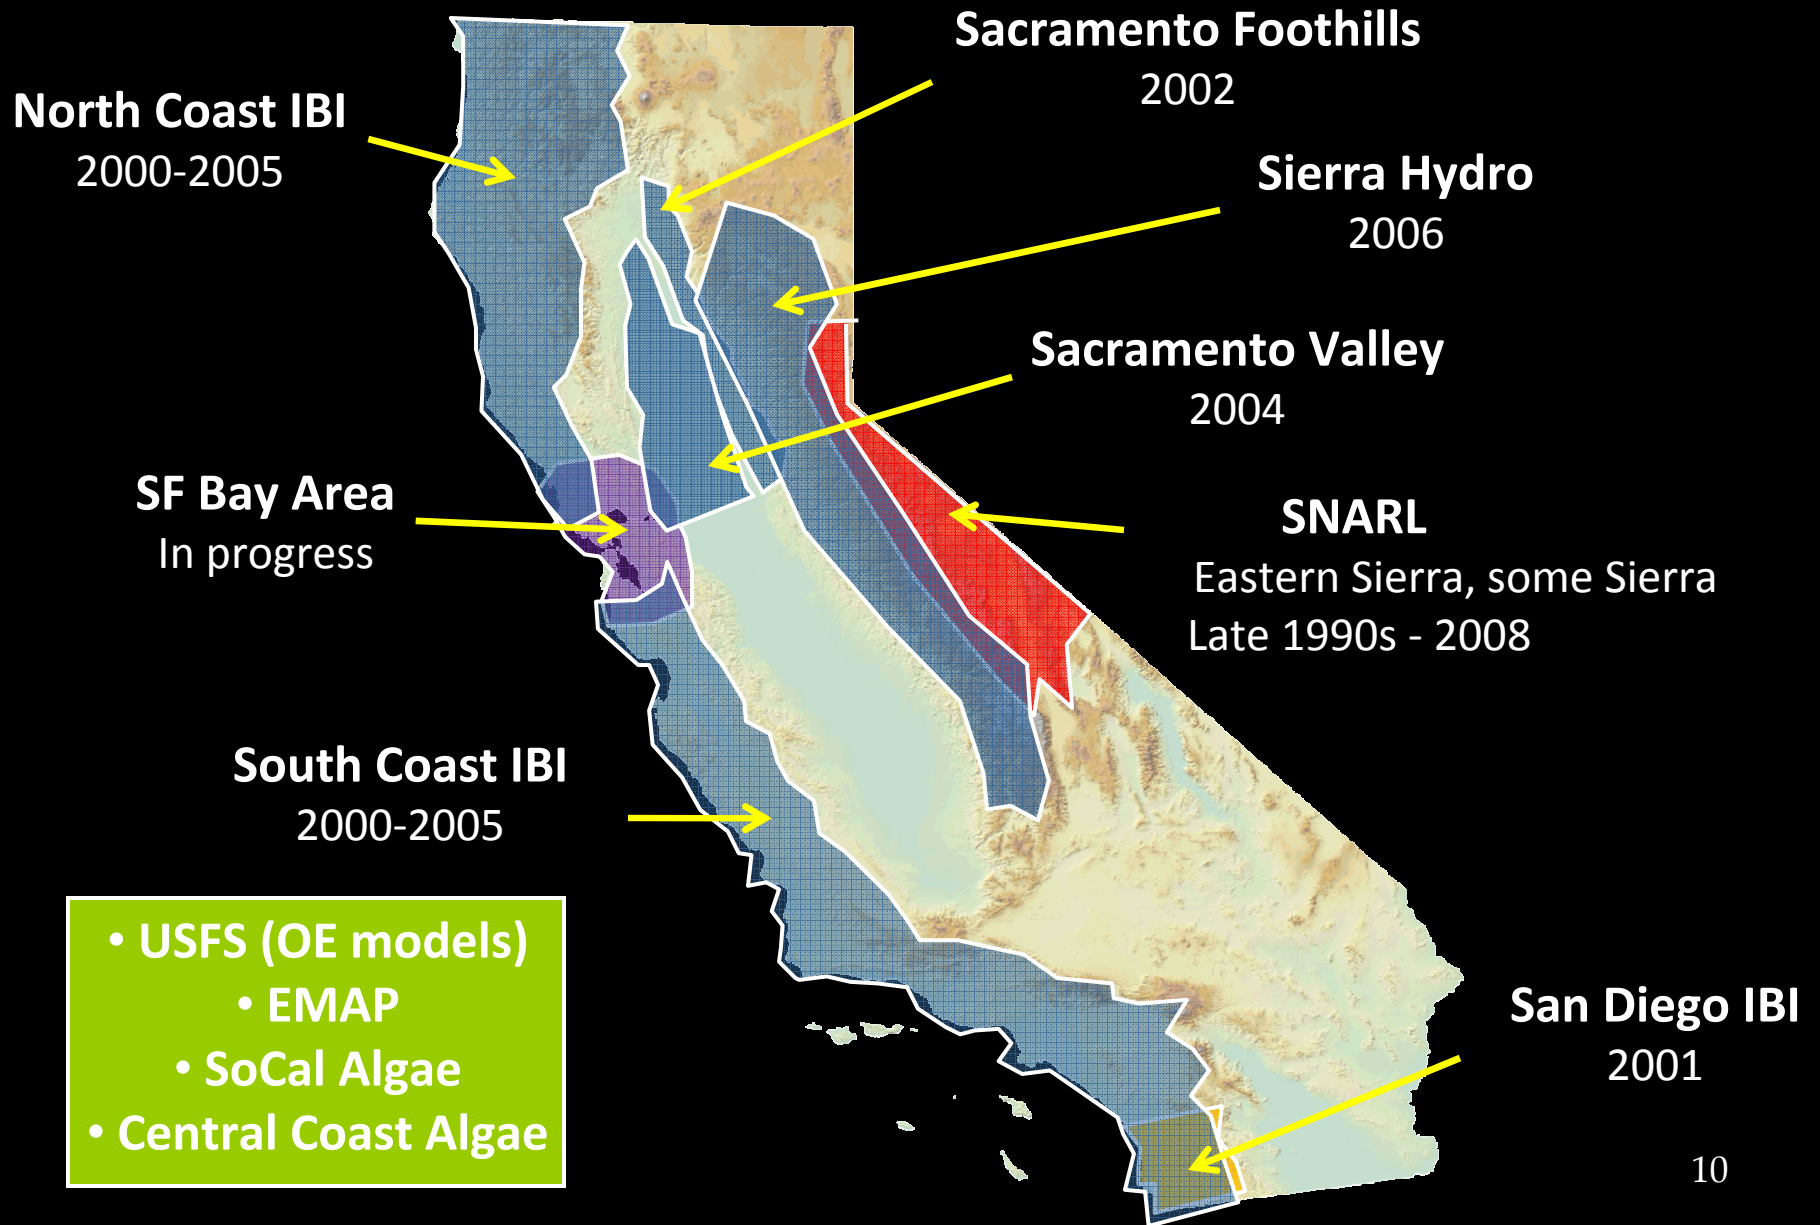 Sacramento Foothills
2002
North Coast IBI
2000-2005
Sierra Hydro
2006
Sacramento Valley
2004
SF Bay Area
In progress
SNARL
Eastern Sierra, some Sierra
Late 1990s - 2008
South Coast IBI
2000-2005
• USFS (OE models)
• EMAP
• SoCal Algae
• Central Coast Algae
San Diego IBI
2001
10